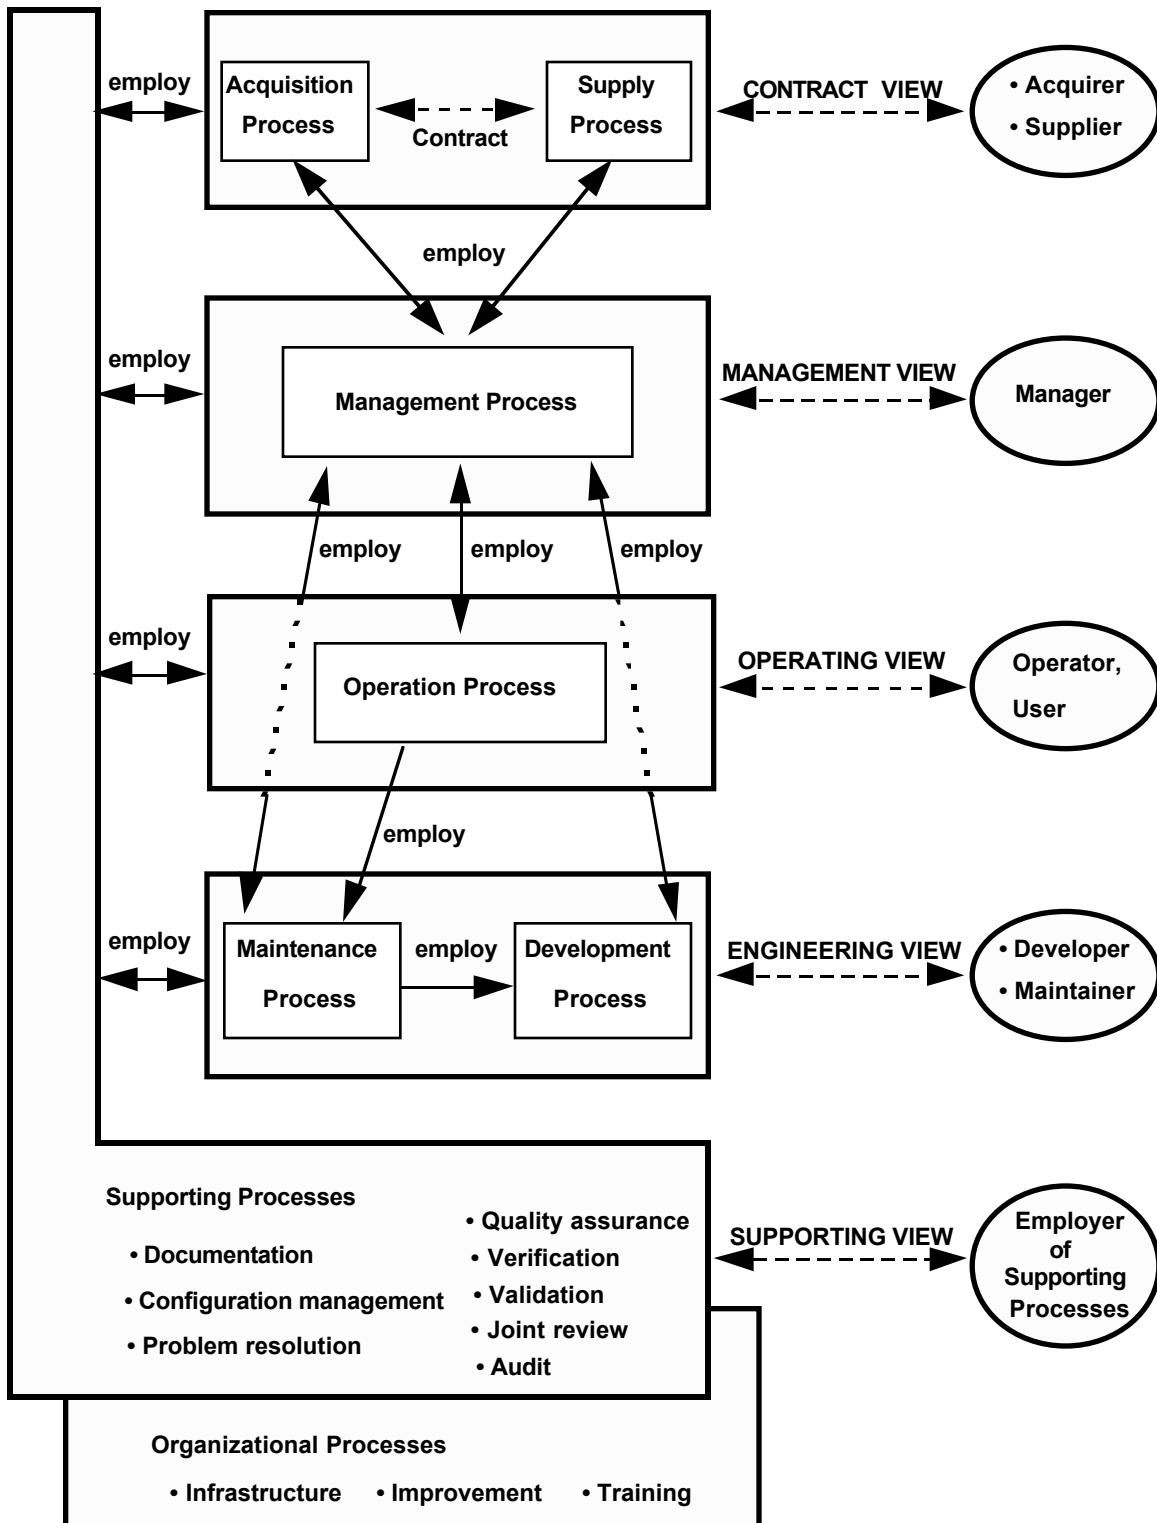 employ
Acquisition
Process
Contract
Supply
Process
CONTRACT VIEW
• Acquirer
• Supplier
employ
employ
Management Process
MANAGEMENT VIEW
Manager
employ
employ
employ
employ
Operation Process
OPERATING VIEW
Operator,
User
employ
employ
Maintenance
Process
employ
Development
Process
ENGINEERING VIEW
• Developer
• Maintainer
Supporting Processes
• Documentation
• Configuration management
• Problem resolution
• Quality assurance
• Verification
• Validation
• Joint review
• Audit
SUPPORTING VIEW
Employer
of
Supporting
Processes
Organizational Processes
• Infrastructure • Improvement • Training